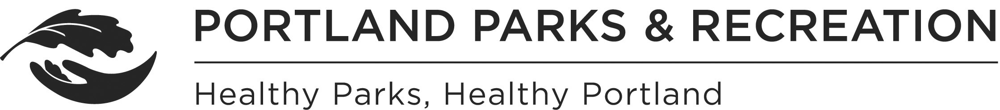 PORTLAND PARKS & RECREATION
Healthy Parks, Healthy Portland